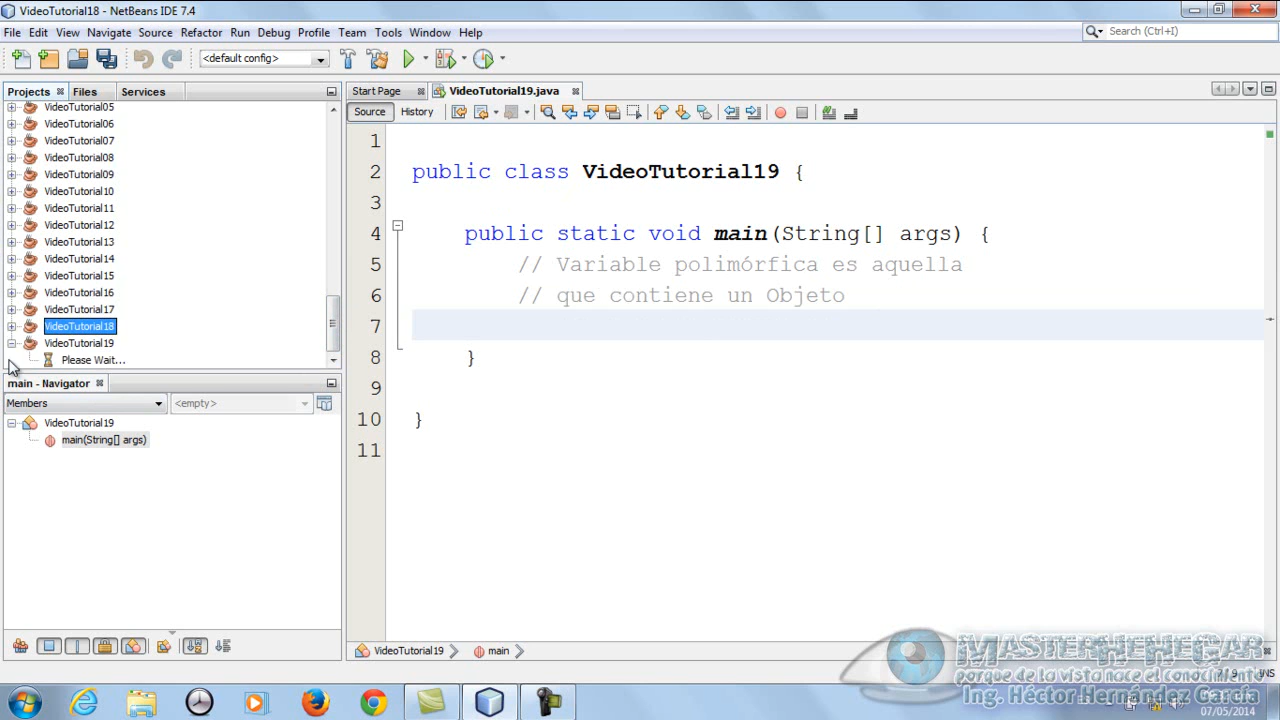 VideoTutorial18 - NetBeans IDE 7.4
File Edit View Navigate Source Refactor Run Debug Profile Team Tools Window Help
Search (Ctrl+I)
<default config>
Projects Files Services
Start Page VideoTutorial19.java
Source History
VideoTutorial05
VideoTutorial06
VideoTutorial07
VideoTutorial08
VideoTutorial09
VideoTutorial10
VideoTutorial11
VideoTutorial12
VideoTutorial13
VideoTutorial14
VideoTutorial15
VideoTutorial16
VideoTutorial17
VideoTutorial18
VideoTutorial19
Please Wait...
main - Navigator
Members <empty>
VideoTutorial19
main(String[] args)
1
2 public class VideoTutorial19 {
3
4 public static void main(String[] args) {
5 // Variable polimórfica es aquella
6 // que contiene un Objeto
7
8 }
9
10 }
11
VideoTutorial19 main
INS
MASTERHEHEGAR
porque de la vista nace el conocimiento
Ing. Héctor Hernández García
07/05/2014